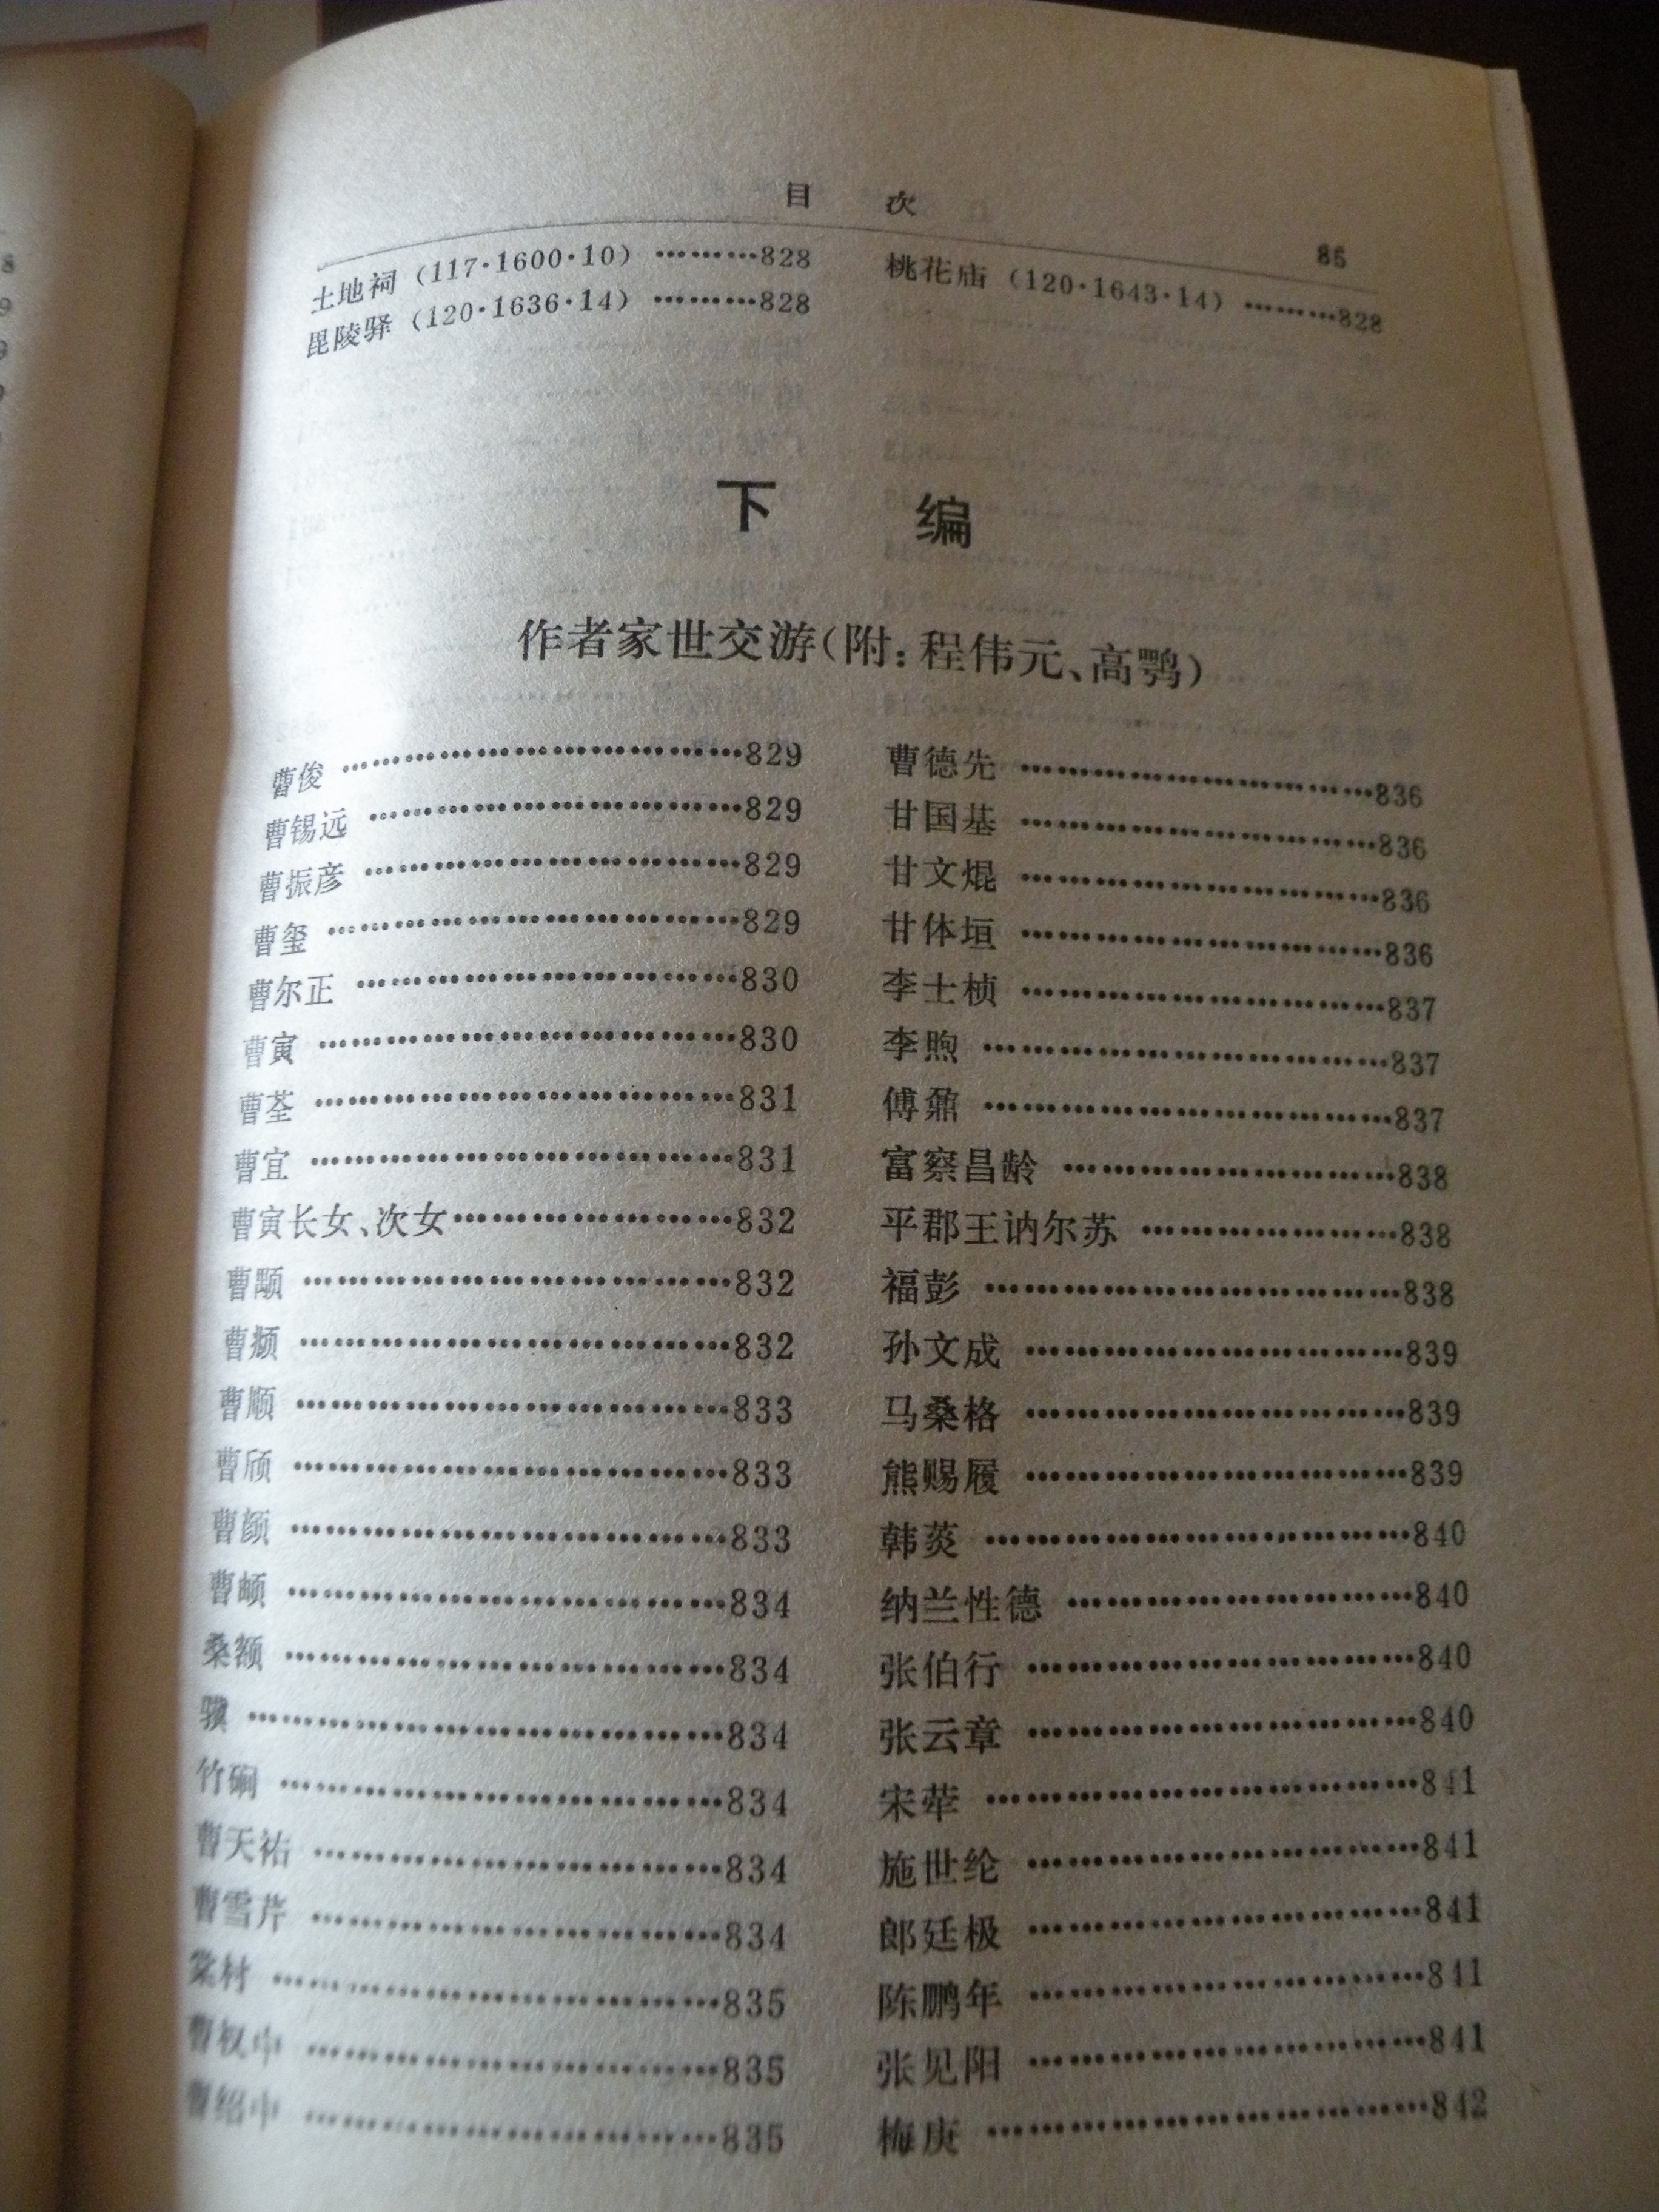 目 次
85
土地祠（117·1600·10）………828
毘陵驿（120·1636·14）………828
桃花庙（120·1643·14）………828
下 编
作者家世交游(附：程伟元、高鹗)
曹俊……………………………829
曹锡远…………………………829
曹振彦…………………………829
曹玺……………………………829
曹尔正…………………………830
曹寅……………………………830
曹荃……………………………831
曹宜……………………………831
曹寅长女、次女………………832
曹颙……………………………832
曹𫖯……………………………832
曹顺……………………………833
曹颀……………………………833
曹颜……………………………833
曹……………………………834
桑额……………………………834
骥………………………………834
竹磵……………………………834
曹天祐…………………………834
曹雪芹…………………………834
棠村……………………………835
曹权中…………………………835
曹绍中…………………………835
曹德先…………………………836
甘国基…………………………836
甘文焜…………………………836
甘体垣…………………………836
李士桢…………………………837
李煦……………………………837
傅鼐……………………………837
富察昌龄………………………838
平郡王讷尔苏…………………838
福彭……………………………838
孙文成…………………………839
马桑格…………………………839
熊赐履…………………………839
韩菼……………………………840
纳兰性德………………………840
张伯行…………………………840
张云章…………………………840
宋荦……………………………841
施世纶…………………………841
郎廷极…………………………841
陈鹏年…………………………841
张见阳…………………………841
梅庚……………………………842